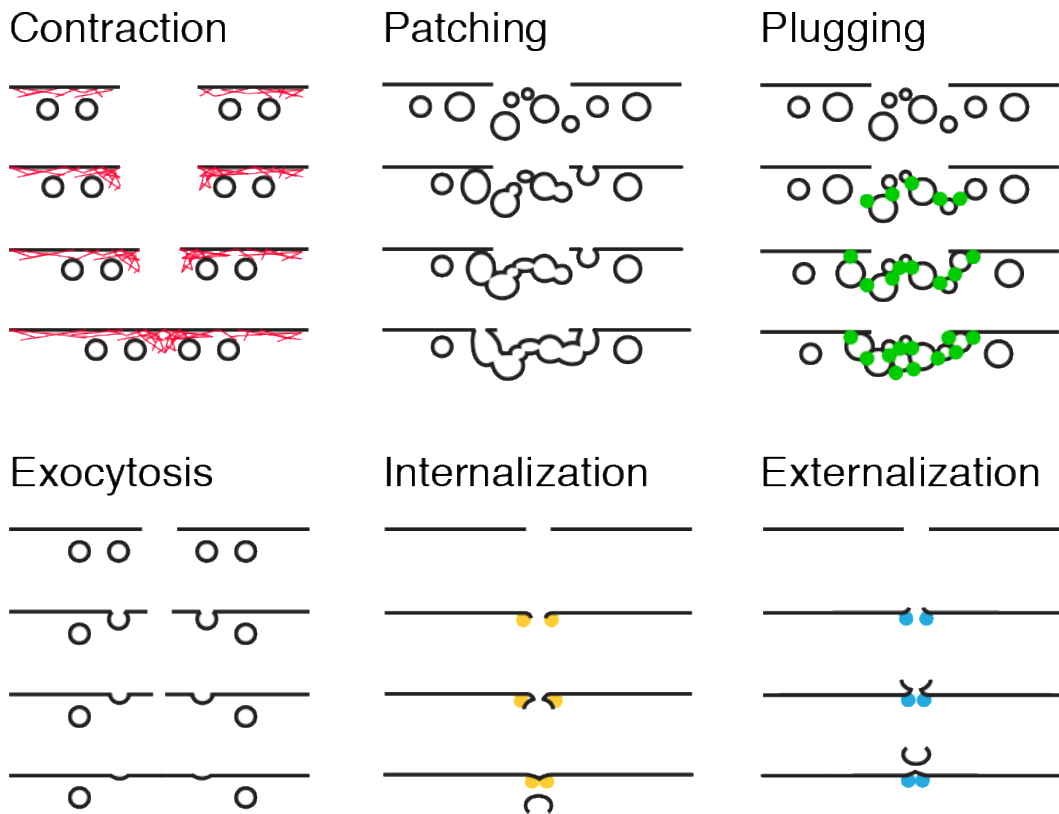 Contraction
Patching
Plugging
Exocytosis
Internalization
Externalization